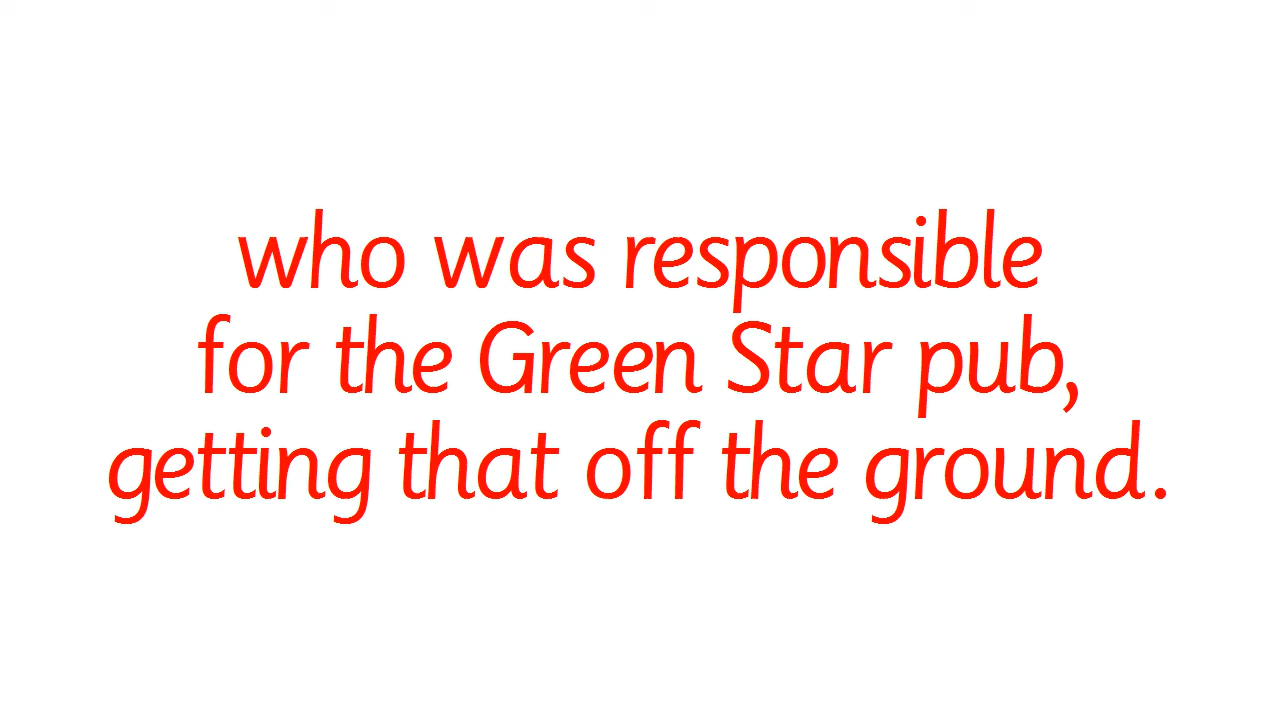 who was responsible
for the Green Star pub,
getting that off the ground.